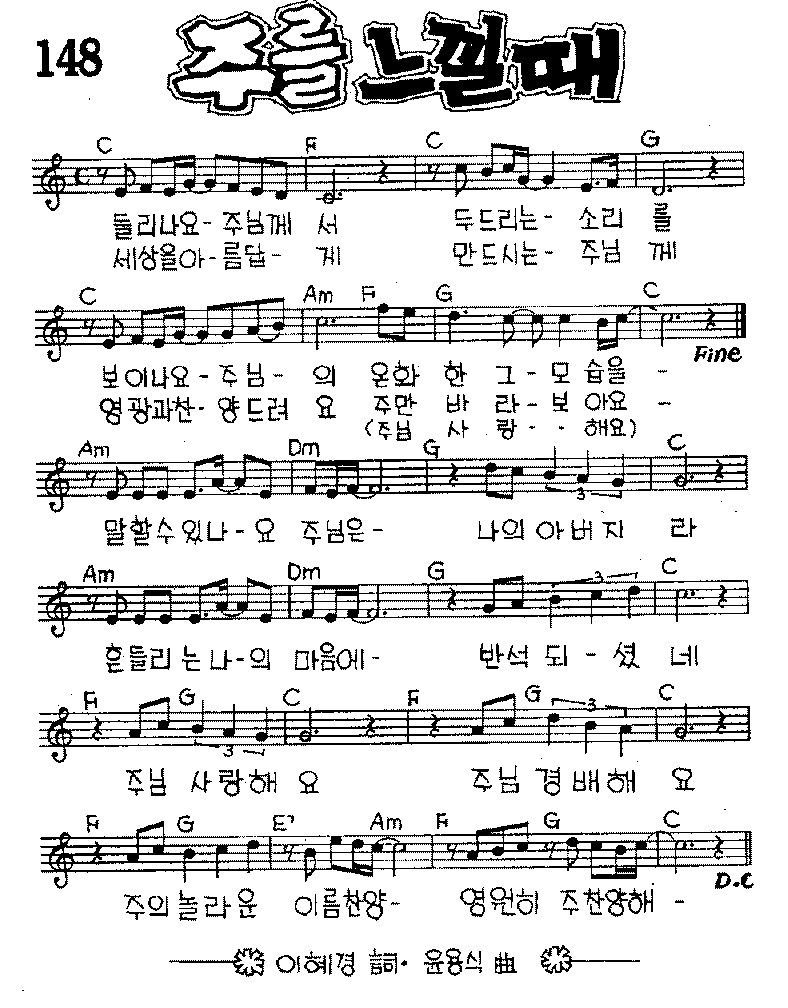 148
주를 느낄때
C F C G
들리나요- 주님께 서 두드리는- 소리 를
세상을아-름답- 게 만드시는- 주님 께
C Am F G C
Fine
보이나요-주님- 의 온화 한 그-모 습을 -
영광과찬-양드려 요 주만 바 라-보 아요 -
(주님 사 랑- - 해요)
Am Dm G C
3
말할수있나-요 주님은- 나의 아버지 라
Am Dm G C
3
흔들리는나-의 마음에- 반석 되-셨 네
F G C F G C
3 3
주님 사랑해 요 주님 경배해 요
F G E7 Am F G C
D.C
주의놀라운 이름찬양- 영원히 주찬양해 -
이혜경 詞· 윤용식 曲